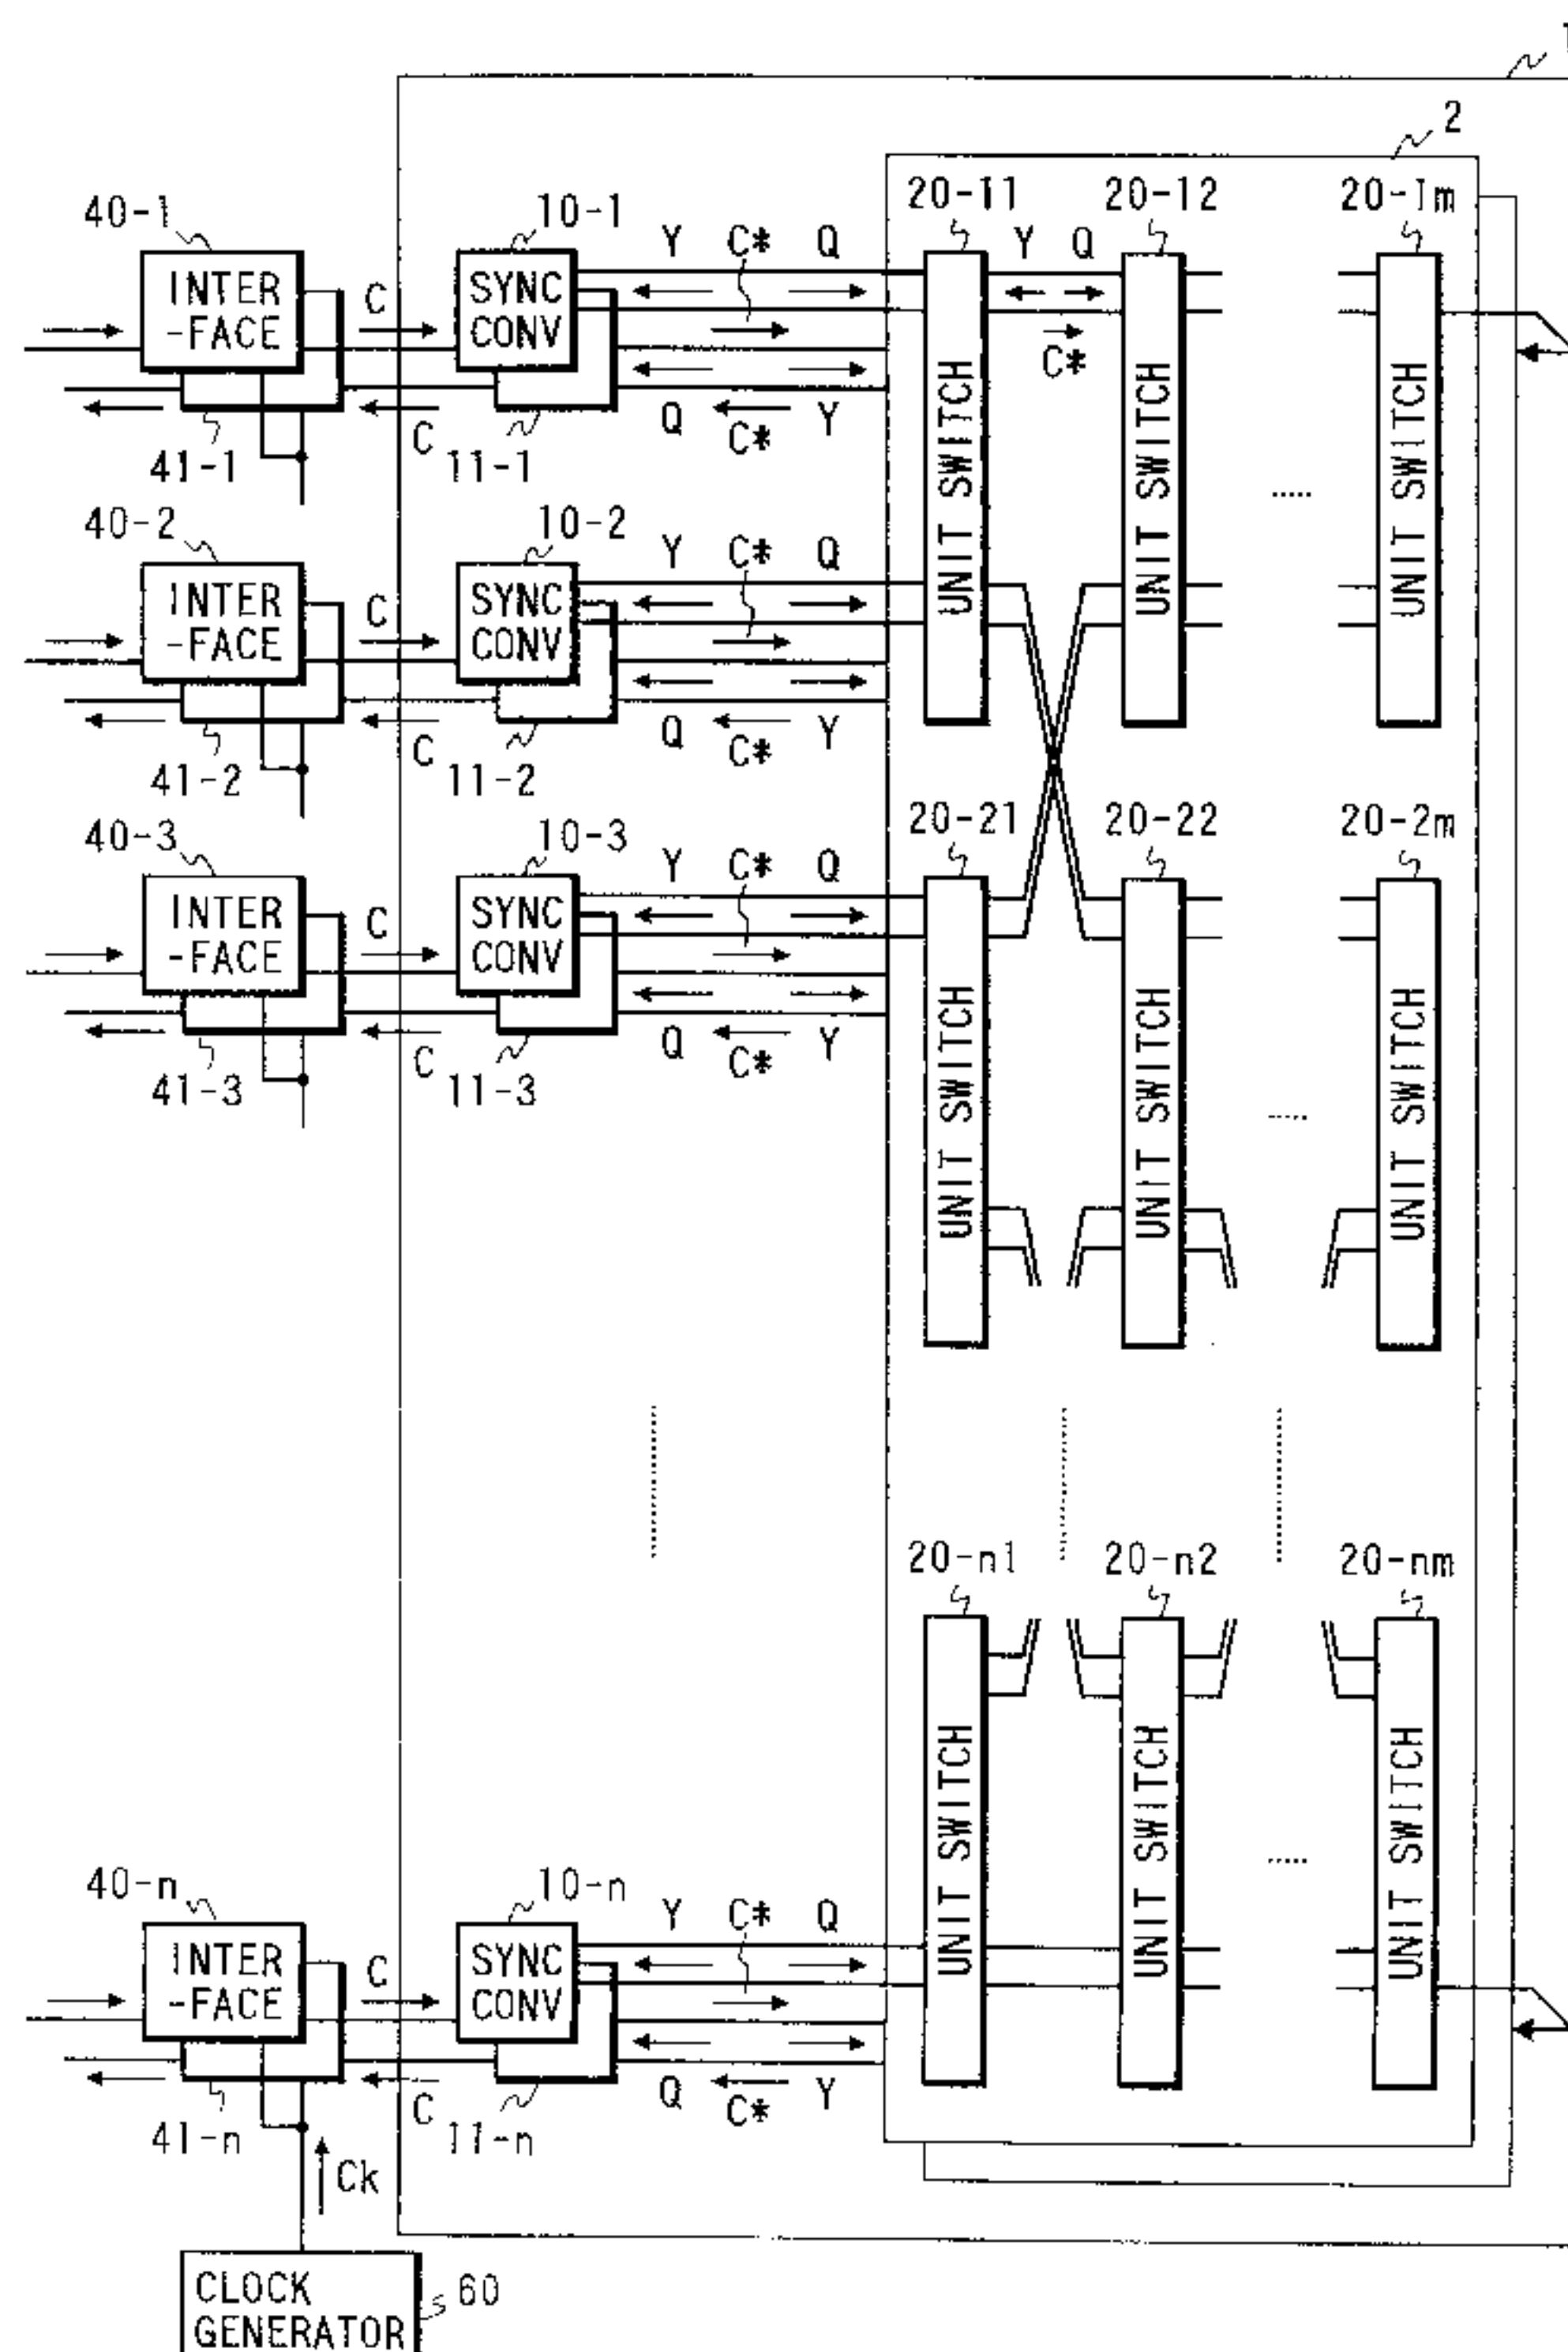 2
20-11 20-12 20-1m
40-1 10-1 Y C* Q Y Q
INTER
-FACE
C
SYNC
CONV
C*
UNIT SWITCH
UNIT SWITCH
UNIT SWITCH
41-1 C 11-1 Q C* Y
40-2 10-2 Y C* Q
INTER
-FACE
C
SYNC
CONV
41-2 C 11-2 Q C* Y
20-21 20-22 20-2m
40-3 10-3 Y C* Q
INTER
-FACE
C
SYNC
CONV
UNIT SWITCH
UNIT SWITCH
UNIT SWITCH
41-3 C 11-3 Q C* Y
20-n1 20-n2 20-nm
UNIT SWITCH
UNIT SWITCH
UNIT SWITCH
40-n 10-n Y C* Q
INTER
-FACE
C
SYNC
CONV
41-n C 11-n Q C* Y
Ck
CLOCK
GENERATOR
60